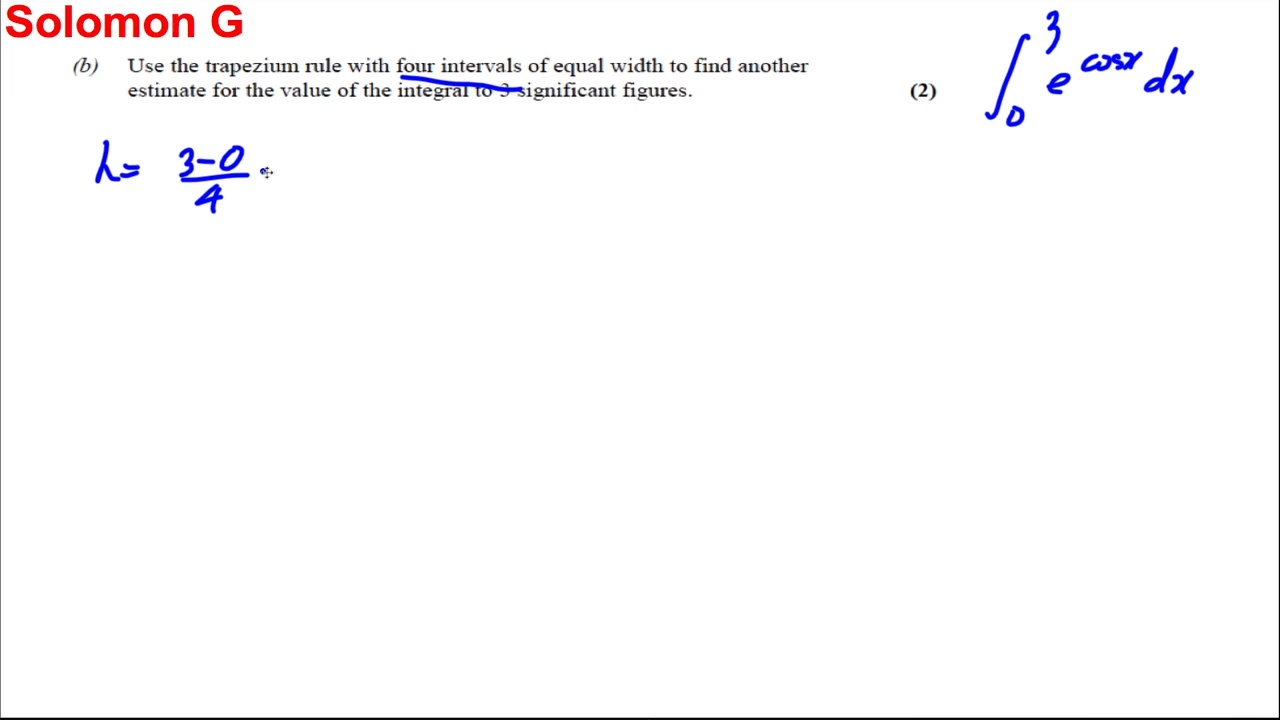 Solomon G
(b) Use the trapezium rule with four intervals of equal width to find another
estimate for the value of the integral to 3 significant figures. (2)
∫₀³ e^cosx dx
h = 3-0/4 =